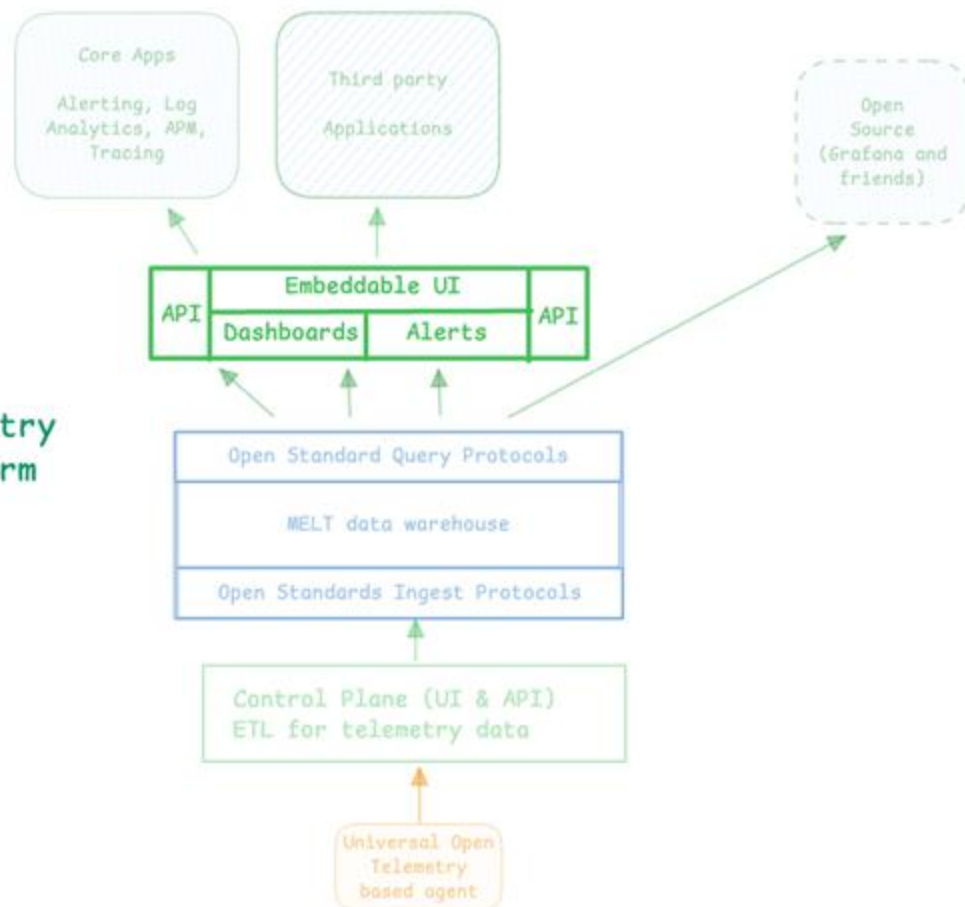 Core Apps
Alerting, Log
Analytics, APM,
Tracing
Third party
Applications
Open
Source
(Grafana and
friends)
API
Embeddable UI
API
Dashboards
Alerts
try
rm
Open Standard Query Protocols
MELT data warehouse
Open Standards Ingest Protocols
Control Plane (UI & API)
ETL for telemetry data
Universal Open
Telemetry
based agent